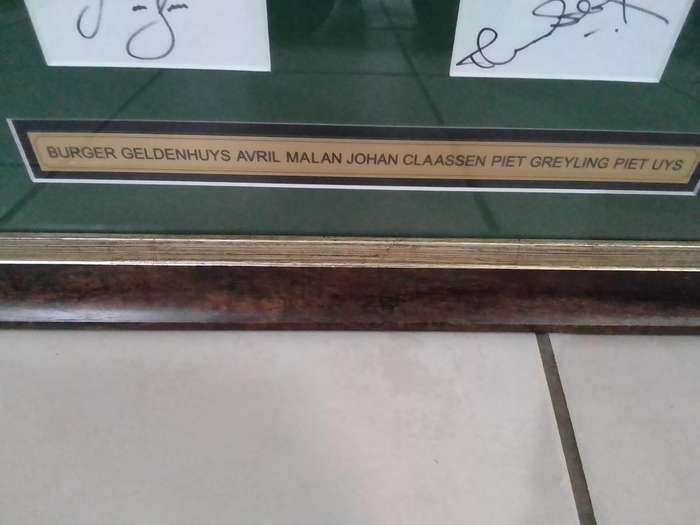 BURGER GELDENHUYS AVRIL MALAN JOHAN CLAASSEN PIET GREYLING PIET UYS